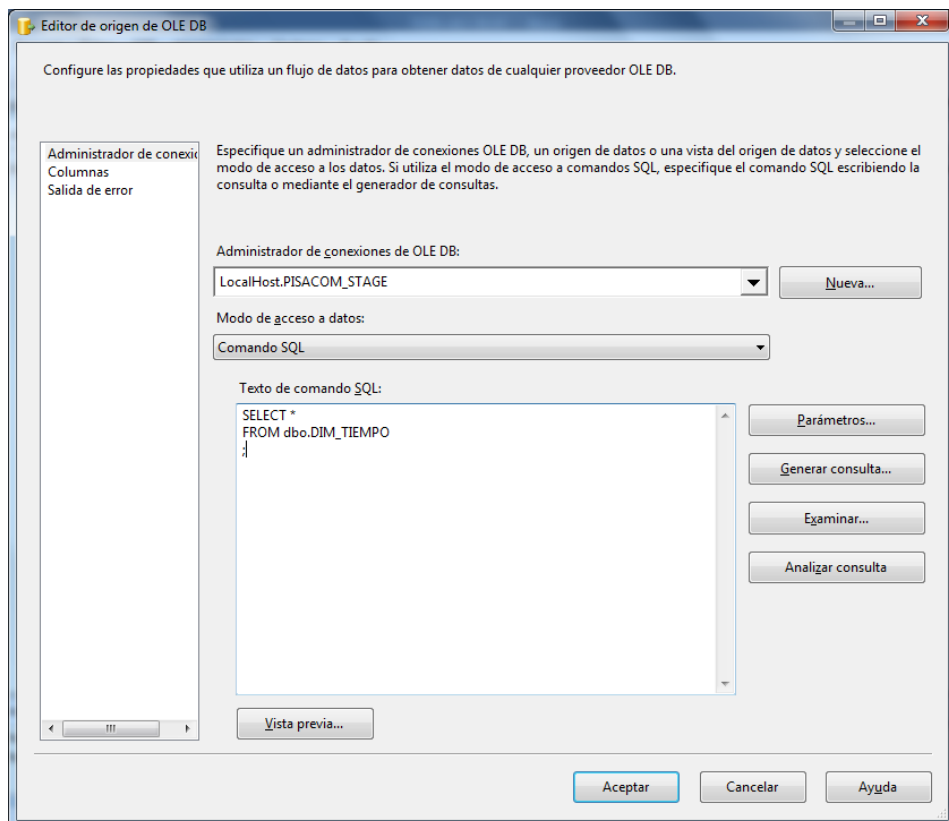 Editor de origen de OLE DB
Configure las propiedades que utiliza un flujo de datos para obtener datos de cualquier proveedor OLE DB.
Administrador de conexic
Columnas
Salida de error
Especifique un administrador de conexiones OLE DB, un origen de datos o una vista del origen de datos y seleccione el
modo de acceso a los datos. Si utiliza el modo de acceso a comandos SQL, especifique el comando SQL escribiendo la
consulta o mediante el generador de consultas.
Administrador de conexiones de OLE DB:
LocalHost.PISACOM_STAGE
Nueva...
Modo de acceso a datos:
Comando SQL
Texto de comando SQL:
SELECT *
FROM dbo.DIM_TIEMPO
;
Parámetros...
Generar consulta...
Examinar...
Analizar consulta
Vista previa...
Aceptar
Cancelar
Ayuda